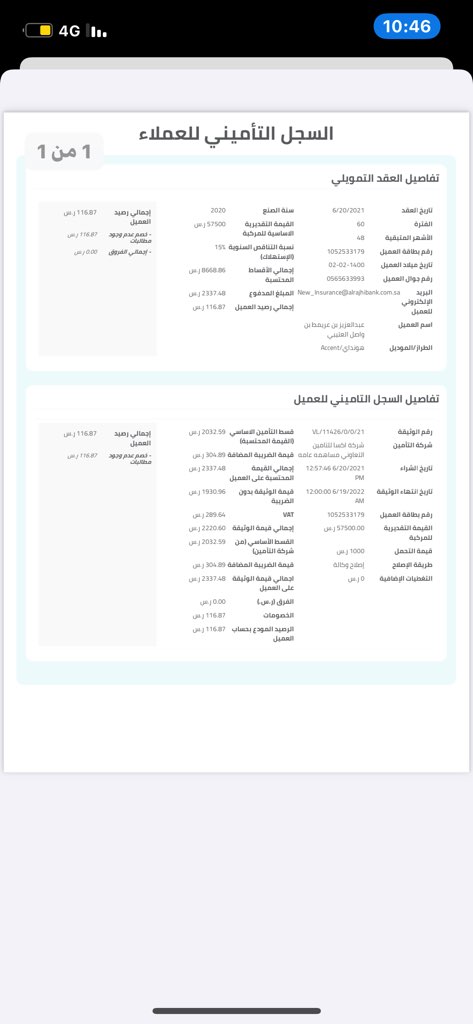 10:46
4G
السجل التأميني للعملاء
1 من 1
تفاصيل العقد التمويلي
تاريخ العقد 6/20/2021
الفترة 60
الأشهر المتبقية 48
رقم بطاقة العميل 1052533179
تاريخ ميلاد العميل 1400-02-02
رقم جوال العميل 0565633993
البريد الإلكتروني للعميل New_Insurance@alrajhibank.com.sa
اسم العميل عبدالعزيز بن عريمط بن واصل العتيبي
الطراز/الموديل هونداي/Accent
سنة الصنع 2020
القيمة التقديرية الاساسية للمركبة 57500 ر.س
نسبة التناقص السنوية (الإستهلاك) 15%
إجمالي الأقساط المحتسبة 8668.86 ر.س
المبلغ المدفوع 2337.48 ر.س
إجمالي رصيد العميل 116.87 ر.س
إجمالي رصيد العميل 116.87 ر.س
- خصم عدم وجود مطالبات 116.87 ر.س
- إجمالي الفروق 0.00 ر.س
تفاصيل السجل التاميني للعميل
رقم الوثيقة VL/11426/0/0/21
شركة التأمين شركة اكسا للتامين التعاوني مساهمه عامه
تاريخ الشراء 6/20/2021 12:57:46 PM
تاريخ انتهاء الوثيقة 6/19/2022 12:00:00 AM
رقم بطاقة العميل 1052533179
القيمة التقديرية للمركبة 57500.00 ر.س
قيمة التحمل 1000 ر.س
طريقة الإصلاح إصلاح وكالة
التغطيات الإضافية 0 ر.س
قسط التأمين الاساسي (القيمة المحتسبة) 2032.59 ر.س
قيمة الضريبة المضافة 304.89 ر.س
إجمالي القيمة المحتسبة على العميل 2337.48 ر.س
قيمة الوثيقة بدون الضريبة 1930.96 ر.س
VAT 289.64 ر.س
إجمالي قيمة الوثيقة 2220.60 ر.س
القسط الأساسي (من شركة التأمين) 2032.59 ر.س
قيمة الضريبة المضافة 304.89 ر.س
اجمالي قيمة الوثيقة على العميل 2337.48 ر.س
الفرق (ر.س.) 0.00 ر.س
الخصومات 116.87 ر.س
الرصيد المودع بحساب العميل 116.87 ر.س
إجمالي رصيد العميل 116.87 ر.س
- خصم عدم وجود مطالبات 116.87 ر.س